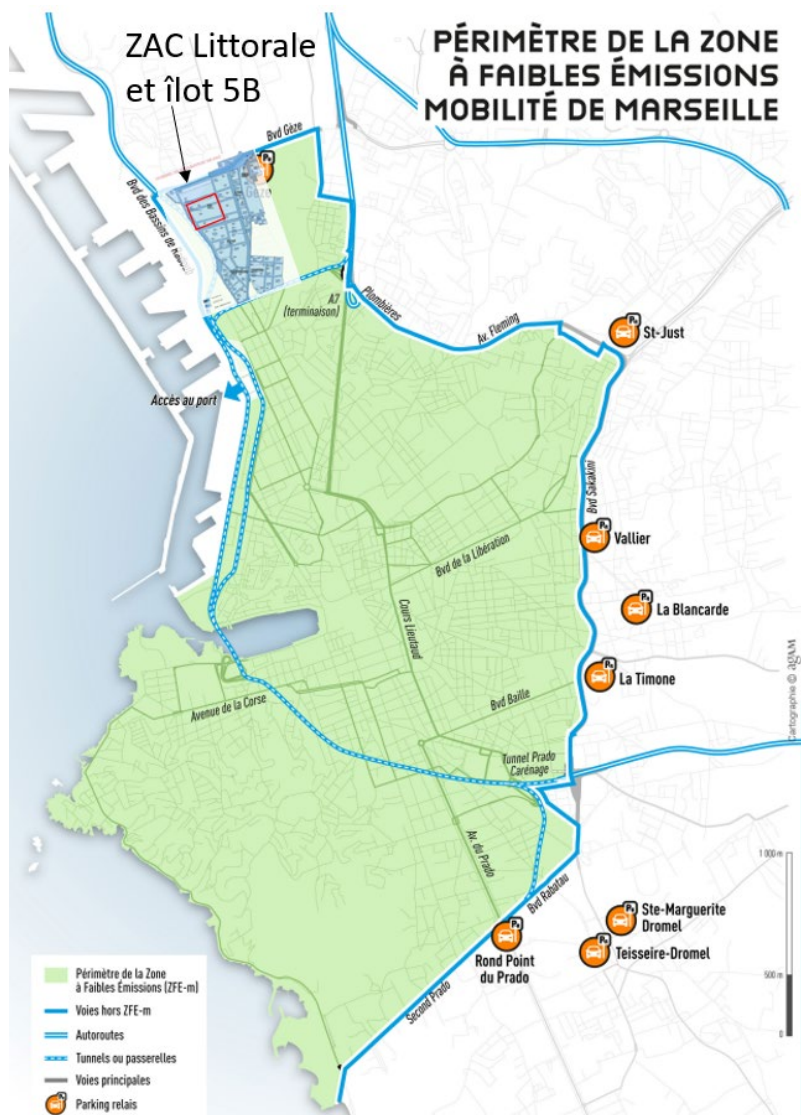 ZAC Littorale
et îlot 5B
PÉRIMÈTRE DE LA ZONE
À FAIBLES ÉMISSIONS
MOBILITÉ DE MARSEILLE
Bvd Gèze
Bvd des Bassins de
A7
(terminaison)
Plombières
Av. Fleming
St-Just
Accès au port
Bvd Sakakini
Vallier
Bvd de la Libération
La Blancarde
Cours Lieutaud
La Timone
Avenue de la Corse
Bvd Baille
Cartographie © agAM
Tunnel Prado
Carénage
Av. du Prado
1 000 m
Bvd Rabatau
Ste-Marguerite
Dromel
Teisseire-Dromel
Rond Point
du Prado
500 m
Second Prado
0
Périmètre de la Zone
à Faibles Émissions (ZFE-m)
Voies hors ZFE-m
Autoroutes
Tunnels ou passerelles
Voies principales
Parking relais